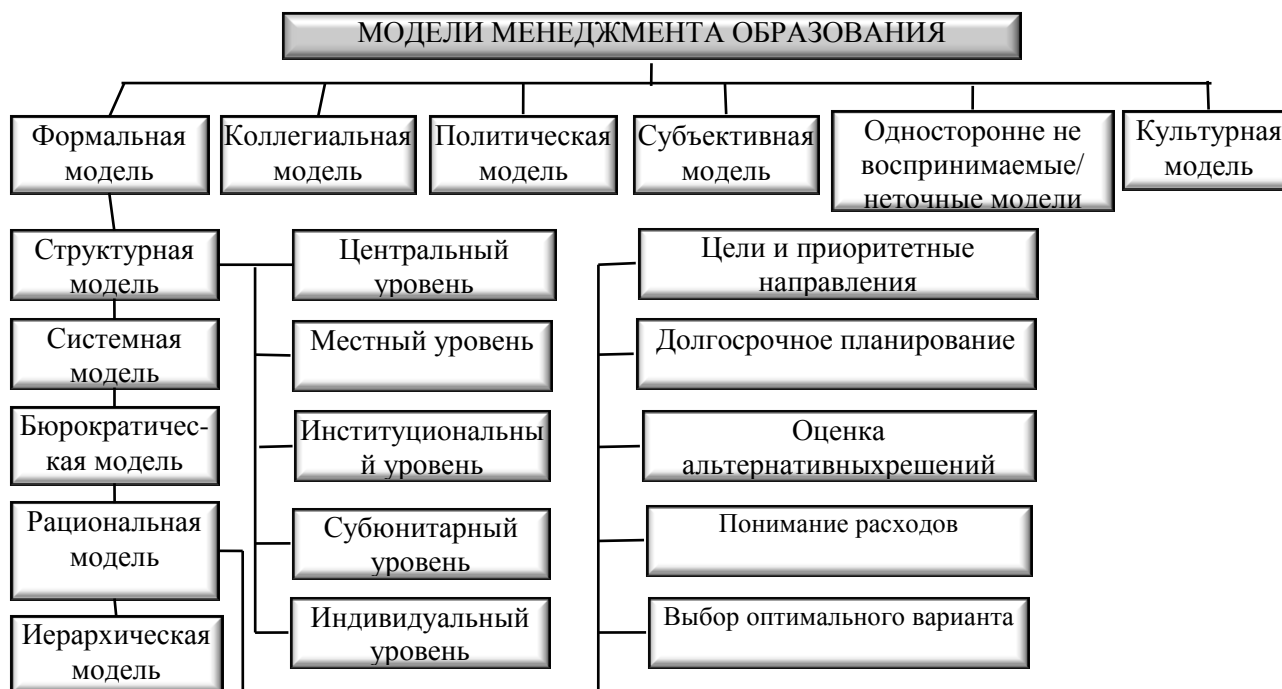 МОДЕЛИ МЕНЕДЖМЕНТА ОБРАЗОВАНИЯ
Формальная
модель
Коллегиальная
модель
Политическая
модель
Субъективная
модель
Односторонне не
воспринимаемые/
неточные модели
Культурная
модель
Структурная
модель
Центральный
уровень
Цели и приоритетные
направления
Системная
модель
Местный уровень
Долгосрочное планирование
Бюрократичес-
кая модель
Институциональны
й уровень
Оценка
альтернативныхрешений
Рациональная
модель
Субюнитарный
уровень
Понимание расходов
Иерархическая
модель
Индивидуальный
уровень
Выбор оптимального варианта